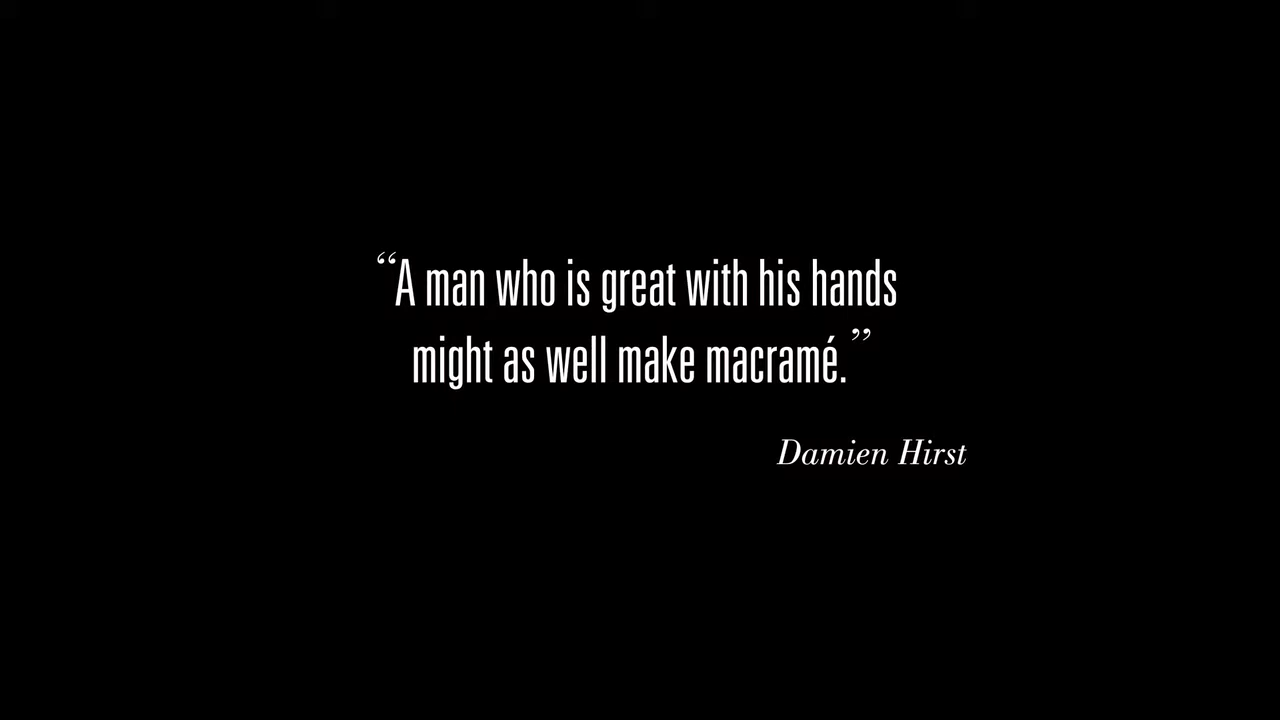 “A man who is great with his hands
might as well make macramé.”
Damien Hirst